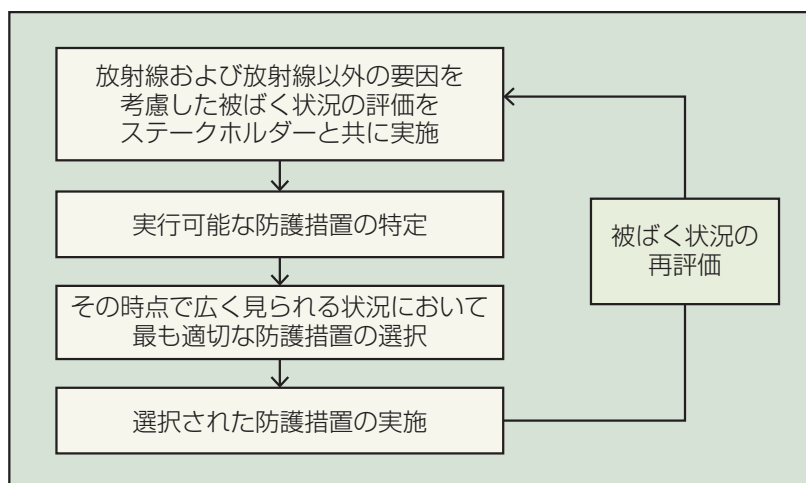 放射線および放射線以外の要因を
考慮した被ばく状況の評価を
ステークホルダーと共に実施
実行可能な防護措置の特定
その時点で広く見られる状況において
最も適切な防護措置の選択
選択された防護措置の実施
被ばく状況の
再評価